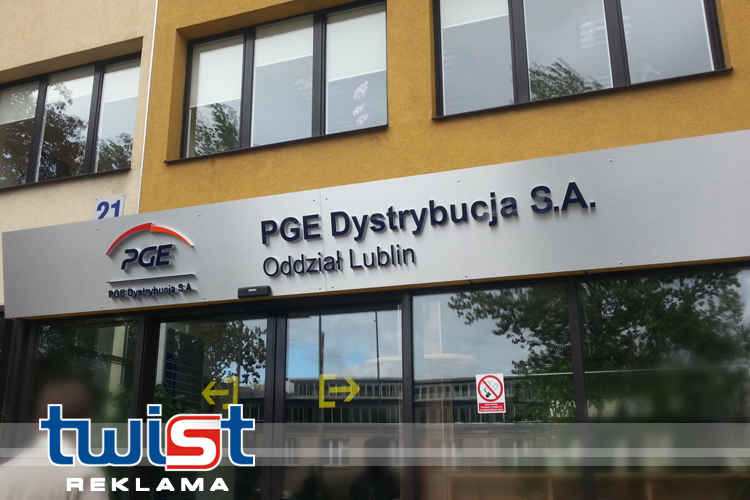 21
PGE Dystrybucja S.A.
Oddział Lublin
PGE
PGE Dystrybucja S.A.
twist
REKLAMA